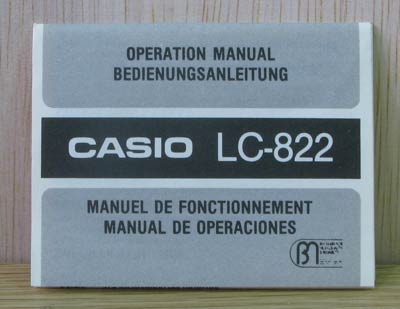 OPERATION MANUAL
BEDIENUNGSANLEITUNG
CASIO LC-822
MANUEL DE FONCTIONNEMENT
MANUAL DE OPERACIONES